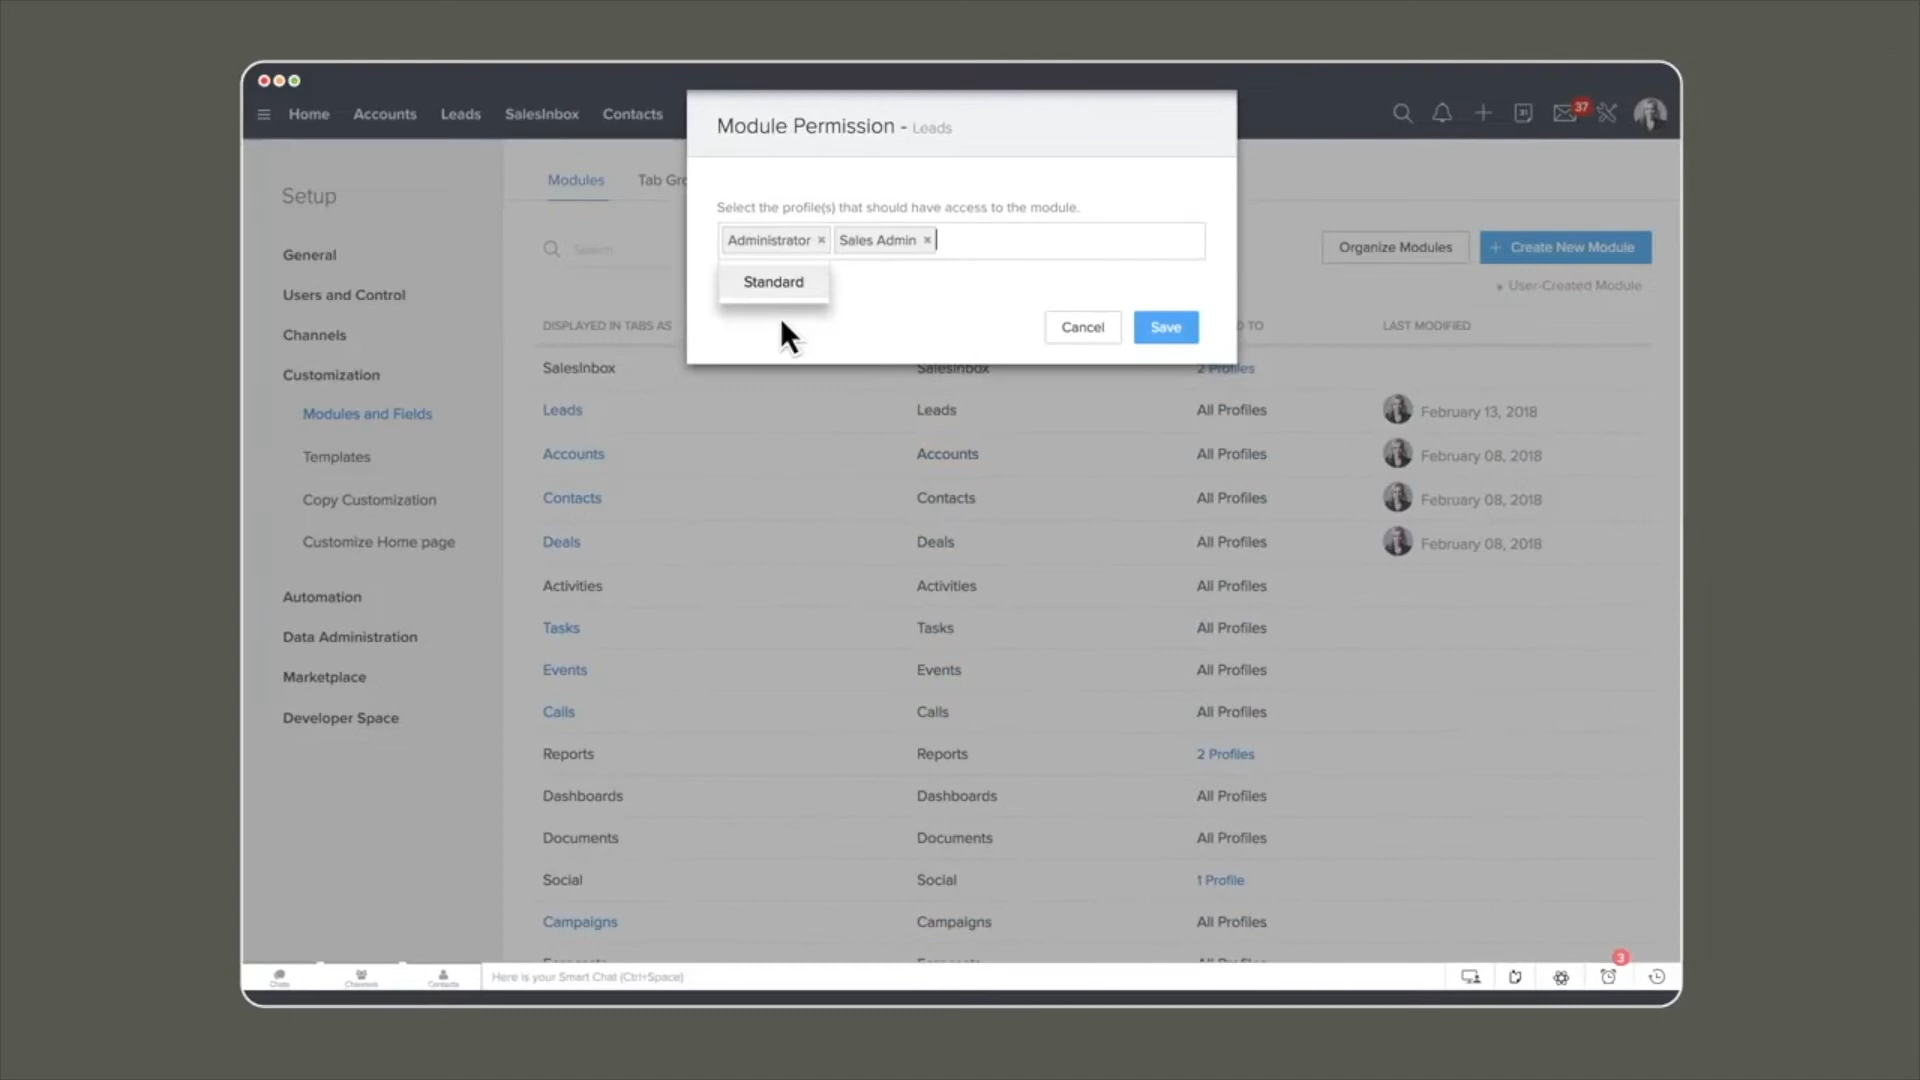 Home Accounts Leads SalesInbox Contacts
37
Module Permission - Leads
Setup
Modules Tab Gro
Select the profile(s) that should have access to the module.
Administrator × Sales Admin ×
Standard
Cancel Save
Search
Organize Modules + Create New Module
User-Created Module
General
Users and Control
Channels
Customization
Modules and Fields
Templates
Copy Customization
Customize Home page
Automation
Data Administration
Marketplace
Developer Space
DISPLAYED IN TABS AS D TO LAST MODIFIED
SalesInbox SalesInbox 2 Profiles
Leads Leads All Profiles February 13, 2018
Accounts Accounts All Profiles February 08, 2018
Contacts Contacts All Profiles February 08, 2018
Deals Deals All Profiles February 08, 2018
Activities Activities All Profiles
Tasks Tasks All Profiles
Events Events All Profiles
Calls Calls All Profiles
Reports Reports 2 Profiles
Dashboards Dashboards All Profiles
Documents Documents All Profiles
Social Social 1 Profile
Campaigns Campaigns All Profiles
Chats Channels Contacts Here is your Smart Chat (Ctrl+Space)
3